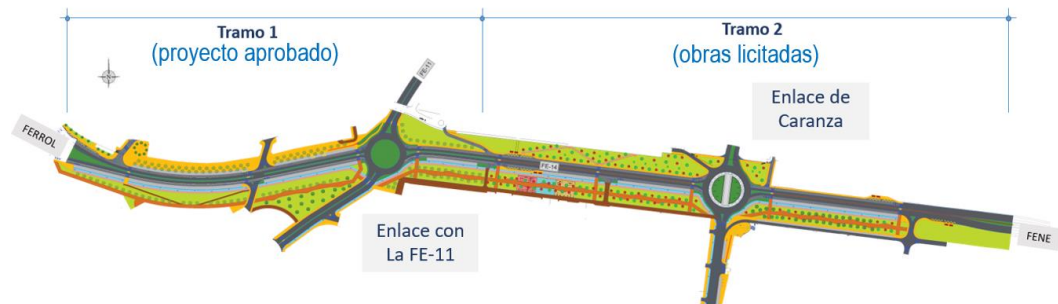 Tramo 1
(proyecto aprobado)
Tramo 2
(obras licitadas)
N
FE-11
Enlace de
Caranza
FERROL
FE-14
Enlace con
La FE-11
FENE